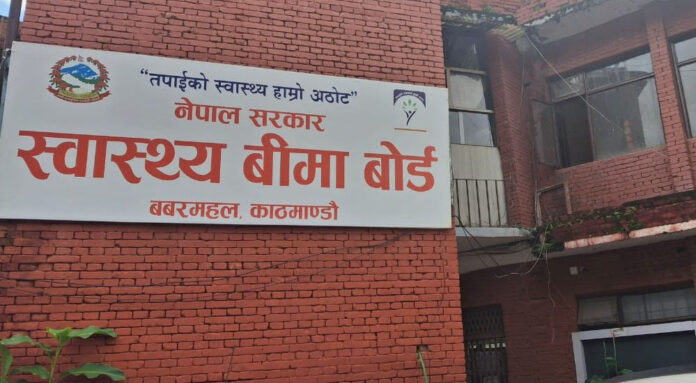 “तपाईको स्वास्थ्य हाम्रो अठोट”
नेपाल सरकार
स्वास्थ्य बीमा बोर्ड
बबरमहल, काठमाण्डौ